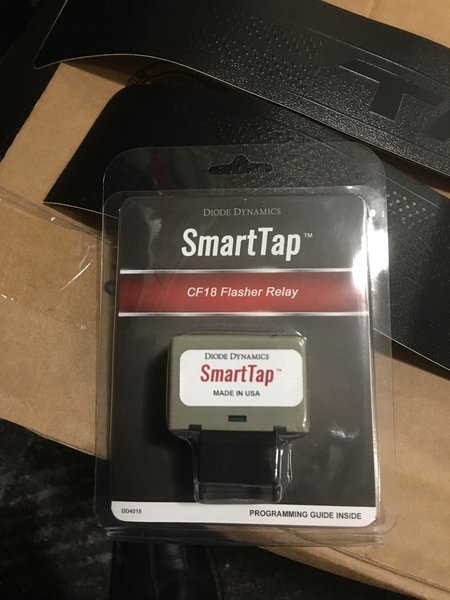 DIODE DYNAMICS
SmartTap™
CF18 Flasher Relay
DIODE DYNAMICS
SmartTap™
MADE IN USA
DD4015
PROGRAMMING GUIDE INSIDE